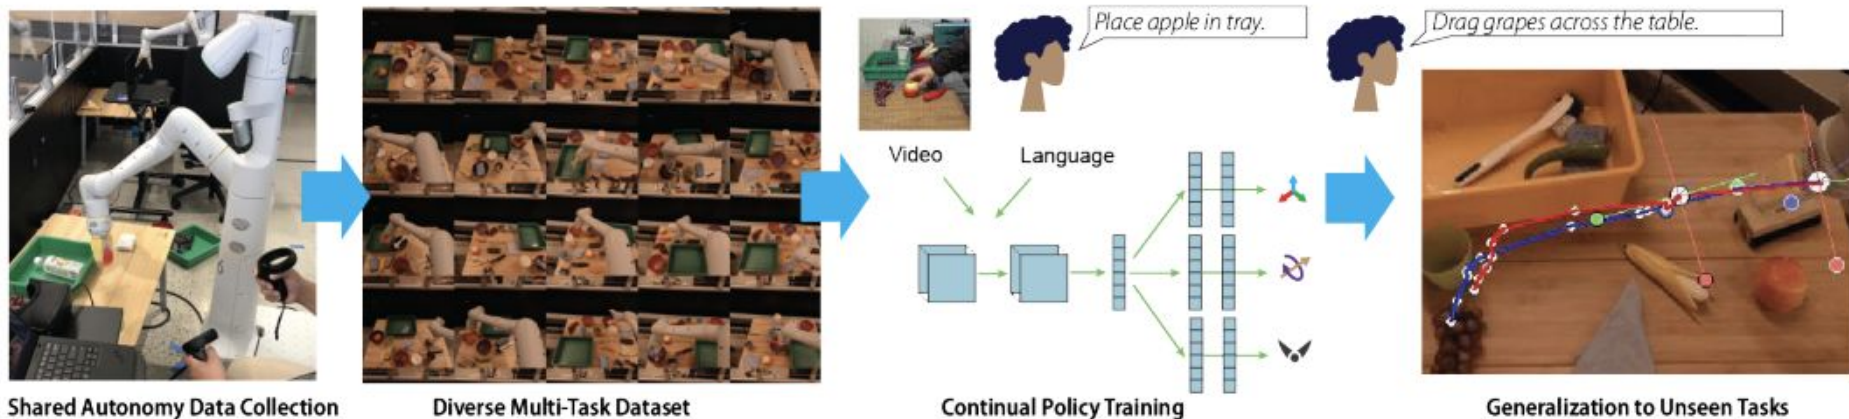 Place apple in tray.
Drag grapes across the table.
Video
Language
Shared Autonomy Data Collection
Diverse Multi-Task Dataset
Continual Policy Training
Generalization to Unseen Tasks